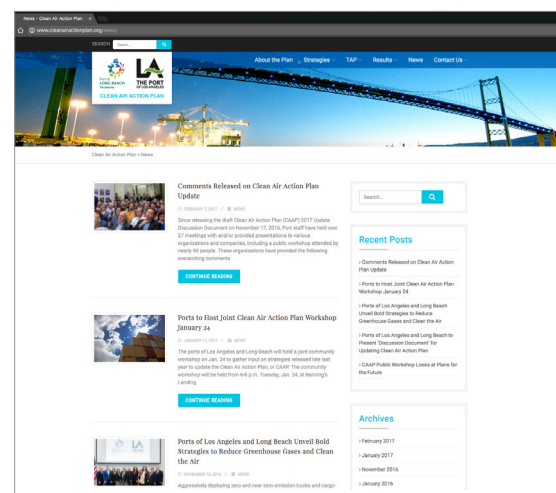 News - Clean Air Action Plan
www.cleanairactionplan.org/news/
SEARCH Search...
About the Plan Strategies TAP Results News Contact Us
Port of
LONG BEACH
LA
THE PORT
OF LOS ANGELES
CLEAN AIR ACTION PLAN
Clean Air Action Plan > News
Comments Released on Clean Air Action Plan
Update
FEBRUARY 7, 2017 / NEWS
Since releasing the draft Clean Air Action Plan (CAAP) 2017 Update
Discussion Document on November 17, 2016, Port staff have held over
27 meetings with and/or provided presentations to various
organizations and companies, including a public workshop attended by
nearly 90 people. These organizations have provided the following
overarching comments
CONTINUE READING
Ports to Host Joint Clean Air Action Plan Workshop
January 24
JANUARY 11, 2017 / NEWS
The ports of Los Angeles and Long Beach will hold a joint community
workshop on Jan. 24 to gather input on strategies released late last
year to update the Clean Air Action Plan, or CAAP. The community
workshop will be held from 6-8 p.m. Tuesday, Jan. 24, at Banning's
Landing
CONTINUE READING
Ports of Los Angeles and Long Beach Unveil Bold
Strategies to Reduce Greenhouse Gases and Clean
the Air
NOVEMBER 18, 2016 / NEWS
Aggressively deploying zero and near-zero emission trucks and cargo-
Search...
Recent Posts
› Comments Released on Clean Air Action
Plan Update
› Ports to Host Joint Clean Air Action Plan
Workshop January 24
› Ports of Los Angeles and Long Beach
Unveil Bold Strategies to Reduce
Greenhouse Gases and Clean the Air
› Ports of Los Angeles and Long Beach to
Present 'Discussion Document' for
Updating Clean Air Action Plan
› CAAP Public Workshop Looks at Plans for
the Future
Archives
› February 2017
› January 2017
› November 2016
› January 2016